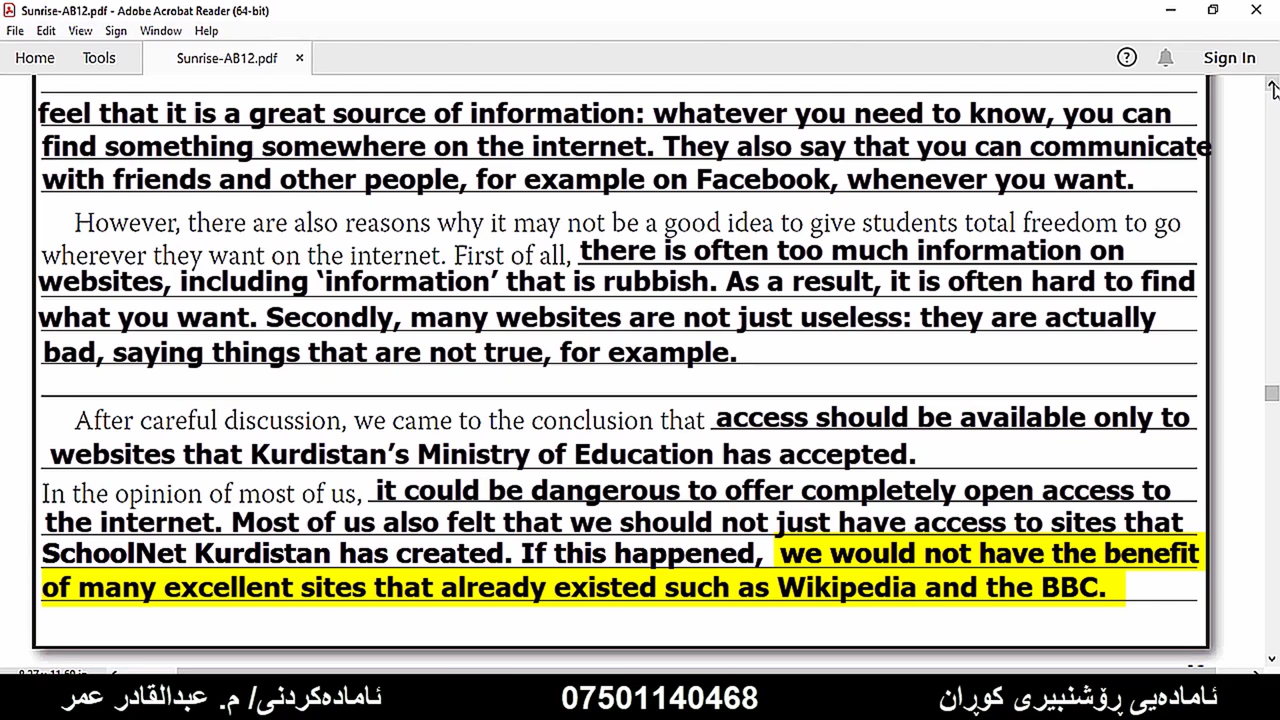 Sunrise-AB12.pdf - Adobe Acrobat Reader (64-bit)
File Edit View Sign Window Help
Home Tools Sunrise-AB12.pdf × Sign In
feel that it is a great source of information: whatever you need to know, you can
find something somewhere on the internet. They also say that you can communicate
with friends and other people, for example on Facebook, whenever you want.
However, there are also reasons why it may not be a good idea to give students total freedom to go
wherever they want on the internet. First of all, there is often too much information on
websites, including ‘information’ that is rubbish. As a result, it is often hard to find
what you want. Secondly, many websites are not just useless: they are actually
bad, saying things that are not true, for example.
After careful discussion, we came to the conclusion that access should be available only to
websites that Kurdistan’s Ministry of Education has accepted.
In the opinion of most of us, it could be dangerous to offer completely open access to
the internet. Most of us also felt that we should not just have access to sites that
SchoolNet Kurdistan has created. If this happened, we would not have the benefit
of many excellent sites that already existed such as Wikipedia and the BBC.
ئامادەیی ڕۆشنبیری کوڕان 07501140468 ئامادەکردنی/ م. عبدالقادر عمر